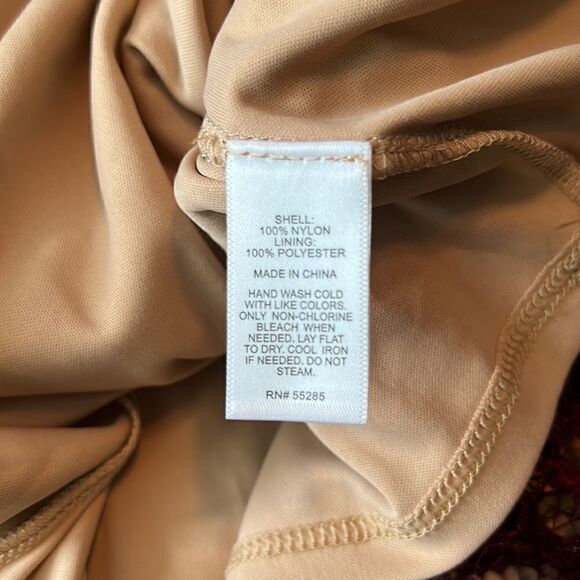 SHELL:
100% NYLON
LINING:
100% POLYESTER
MADE IN CHINA
HAND WASH COLD
WITH LIKE COLORS.
ONLY NON-CHLORINE
BLEACH WHEN
NEEDED. LAY FLAT
TO DRY. COOL IRON
IF NEEDED. DO NOT
STEAM.
RN# 55285